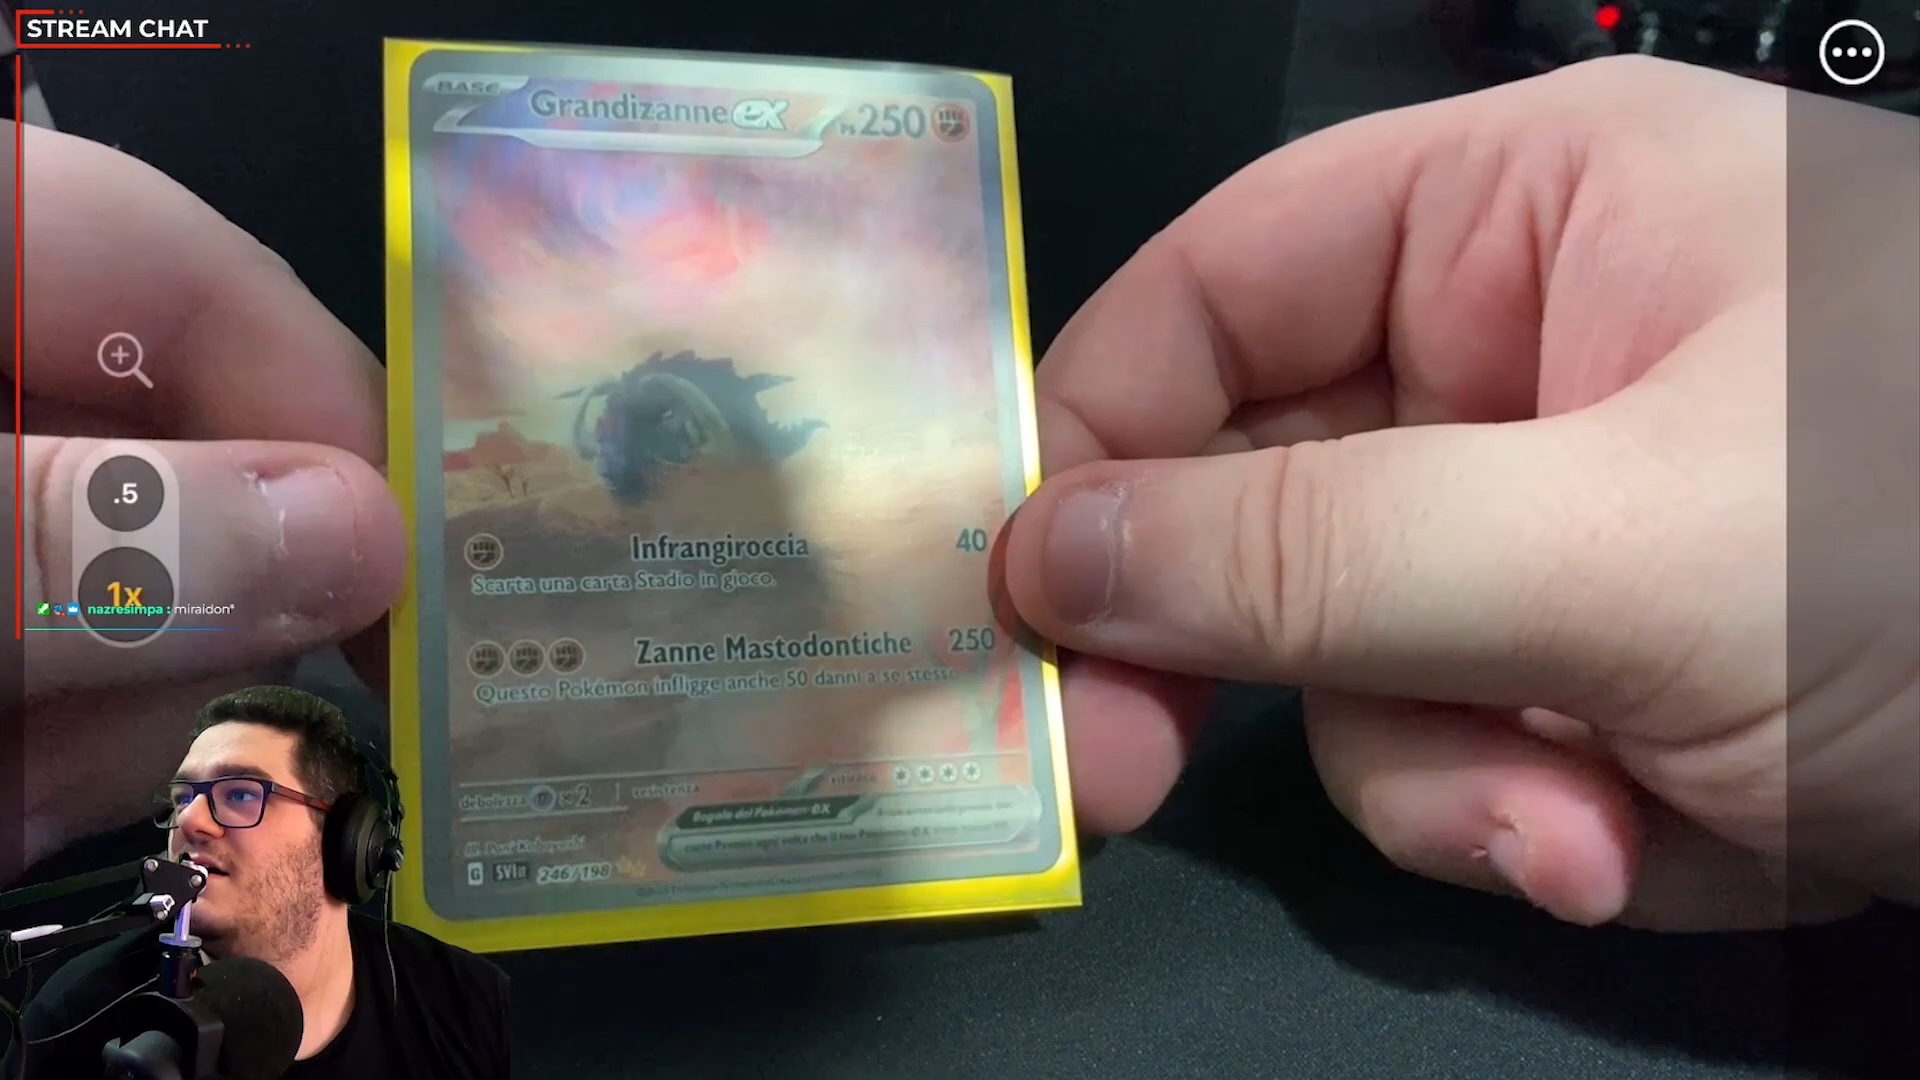 STREAM CHAT
BASE
Grandizanne ex PS 250
Infrangiroccia 40
Scarta una carta Stadio in gioco.
.5
1x
nazresimpa : miraidon*
Zanne Mastodontiche 250
Questo Pokémon infligge anche 50 danni a se stesso.
debolezza ×2 resistenza ritirata
Regola dei Pokémon-ex
G SVI IT 246/198